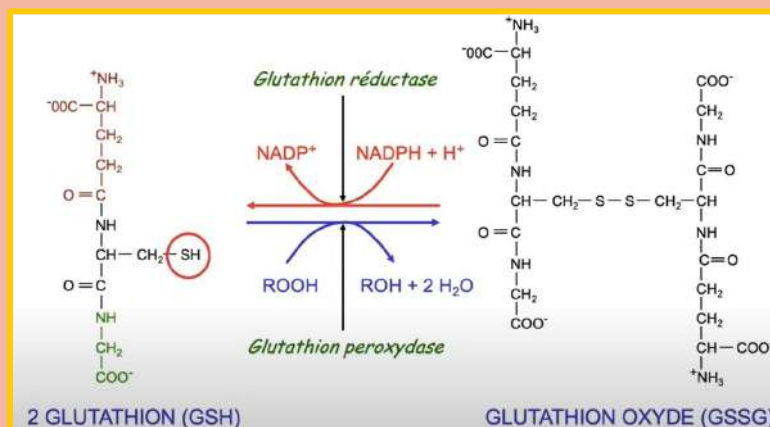 ⁺NH₃
⁻OOC—CH
CH₂
CH₂
O=C
NH
CH—CH₂—SH
O=C
NH
CH₂
COO⁻
2 GLUTATHION (GSH)
Glutathion réductase
NADP⁺ NADPH + H⁺
ROOH ROH + 2 H₂O
Glutathion peroxydase
⁺NH₃
⁻OOC—CH
CH₂
CH₂
O=C
NH
CH—CH₂—S—S—CH₂—CH
O=C
NH
CH₂
COO⁻
COO⁻
CH₂
NH
C=O
NH
C=O
CH₂
CH₂
CH—COO⁻
⁺NH₃
GLUTATHION OXYDE (GSSG)